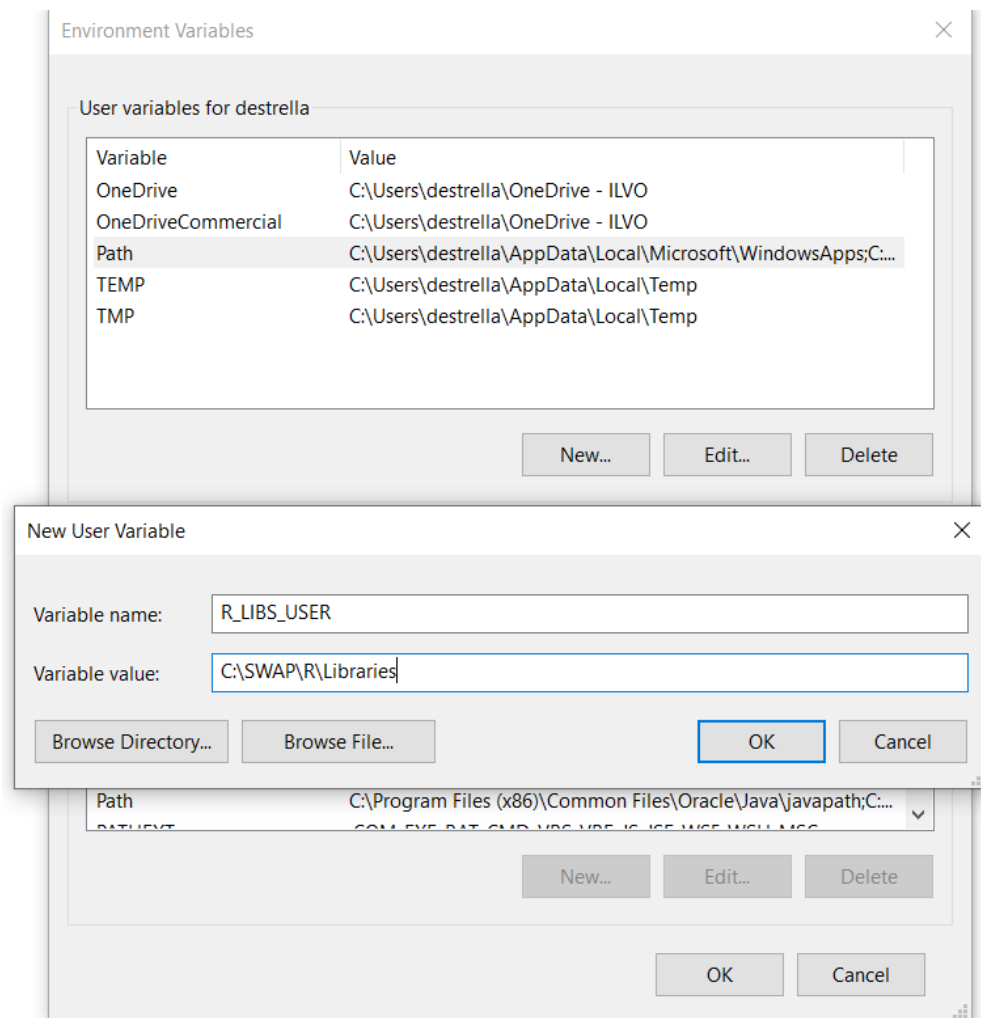 Environment Variables
User variables for destrella
Variable Value
OneDrive C:\Users\destrella\OneDrive - ILVO
OneDriveCommercial C:\Users\destrella\OneDrive - ILVO
Path C:\Users\destrella\AppData\Local\Microsoft\WindowsApps;C:...
TEMP C:\Users\destrella\AppData\Local\Temp
TMP C:\Users\destrella\AppData\Local\Temp
New... Edit... Delete
New User Variable
Variable name: R_LIBS_USER
Variable value: C:\SWAP\R\Libraries
Browse Directory... Browse File... OK Cancel
Path C:\Program Files (x86)\Common Files\Oracle\Java\javapath;C:...
New... Edit... Delete
OK Cancel